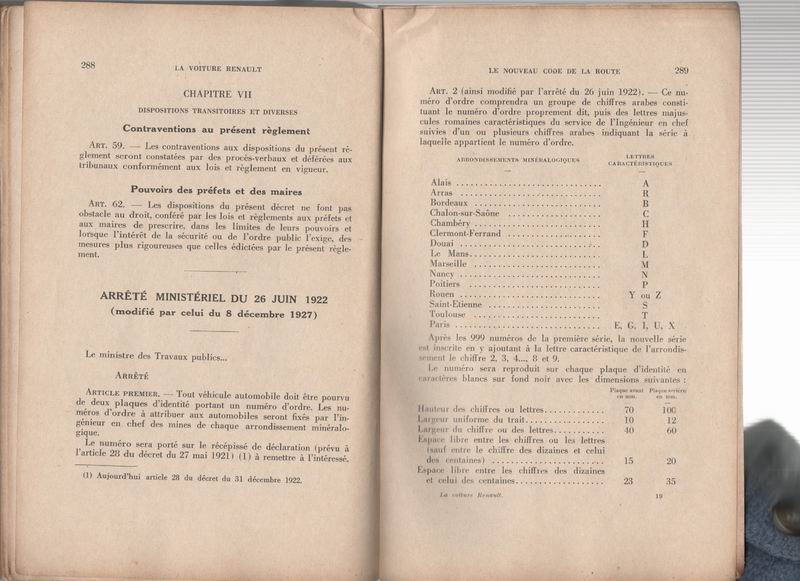 288
LA VOITURE RENAULT
CHAPITRE VII
DISPOSITIONS TRANSITOIRES ET DIVERSES
Contraventions au présent règlement
ART. 59. — Les contraventions aux dispositions du présent rè-
glement seront constatées par des procès-verbaux et déférées aux
tribunaux conformément aux lois et règlement en vigueur.
Pouvoirs des préfets et des maires
ART. 62. — Les dispositions du présent décret ne font pas
obstacle au droit, conféré par les lois et règlements aux préfets et
aux maires de prescrire, dans les limites de leurs pouvoirs et
lorsque l'intérêt de la sécurité ou de l'ordre public l'exige, des
mesures plus rigoureuses que celles édictées par le présent règle-
ment.
ARRÊTÉ MINISTÉRIEL DU 26 JUIN 1922
(modifié par celui du 8 décembre 1927)
Le ministre des Travaux publics...
ARRÊTÉ
ARTICLE PREMIER. — Tout véhicule automobile doit être pourvu
de deux plaques d'identité portant un numéro d'ordre. Les nu-
méros d'ordre à attribuer aux automobiles seront fixés par l'in-
génieur en chef des mines de chaque arrondissement minéralo-
gique.
Le numéro sera porté sur le récépissé de déclaration (prévu à
l'article 28 du décret du 27 mai 1921) (1) à remettre à l'intéressé.
(1) Aujourd'hui article 28 du décret du 31 décembre 1922.
LE NOUVEAU CODE DE LA ROUTE
289
ART. 2 (ainsi modifié par l'arrêté du 26 juin 1922). — Ce nu-
méro d'ordre comprendra un groupe de chiffres arabes consti-
tuant le numéro d'ordre proprement dit, puis des lettres majus-
cules romaines caractéristiques du service de l'Ingénieur en chef
suivies d'un ou plusieurs chiffres arabes indiquant la série à
laquelle appartient le numéro d'ordre.
ARRONDISSEMENTS MINÉRALOGIQUES LETTRES CARACTÉRISTIQUES
Alais A
Arras R
Bordeaux B
Chalon-sur-Saône C
Chambéry H
Clermont-Ferrand F
Douai D
Le Mans L
Marseille M
Nancy N
Poitiers P
Rouen Y ou Z
Saint-Etienne S
Toulouse T
Paris E, G, I, U, X
Après les 999 numéros de la première série, la nouvelle série
est inscrite en y ajoutant à la lettre caractéristique de l'arrondis-
sement le chiffre 2, 3, 4..., 8 et 9.
Le numéro sera reproduit sur chaque plaque d'identité en
caractères blancs sur fond noir avec les dimensions suivantes :
Plaque avant en mm. Plaque arrière en mm.
Hauteur des chiffres ou lettres 70 100
Largeur uniforme du trait 10 12
Largeur du chiffre ou des lettres 40 60
Espace libre entre les chiffres ou les lettres
(sauf entre le chiffre des dizaines et celui
des centaines) 15 20
Espace libre entre les chiffres des dizaines
et celui des centaines 23 35
La voiture Renault. 19